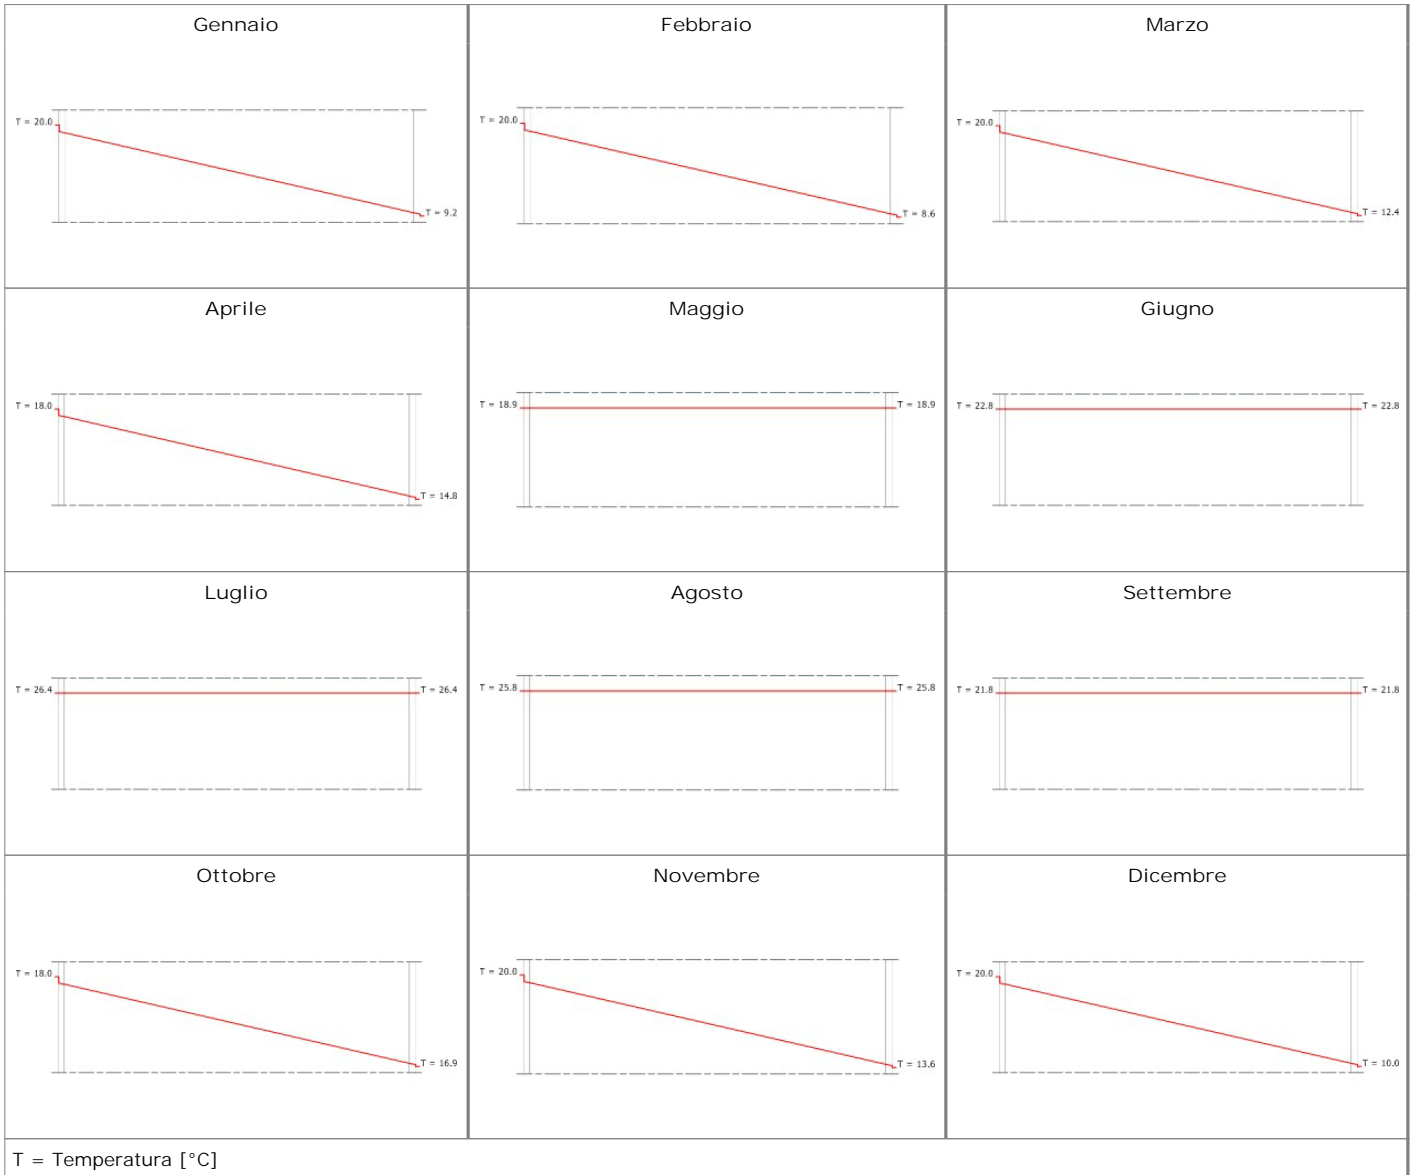 Gennaio
T = 20.0
T = 9.2
Febbraio
T = 20.0
T = 8.6
Marzo
T = 20.0
T = 12.4
Aprile
T = 18.0
T = 14.8
Maggio
T = 18.9
T = 18.9
Giugno
T = 22.8
T = 22.8
Luglio
T = 26.4
T = 26.4
Agosto
T = 25.8
T = 25.8
Settembre
T = 21.8
T = 21.8
Ottobre
T = 18.0
T = 16.9
Novembre
T = 20.0
T = 13.6
Dicembre
T = 20.0
T = 10.0
T = Temperatura [°C]